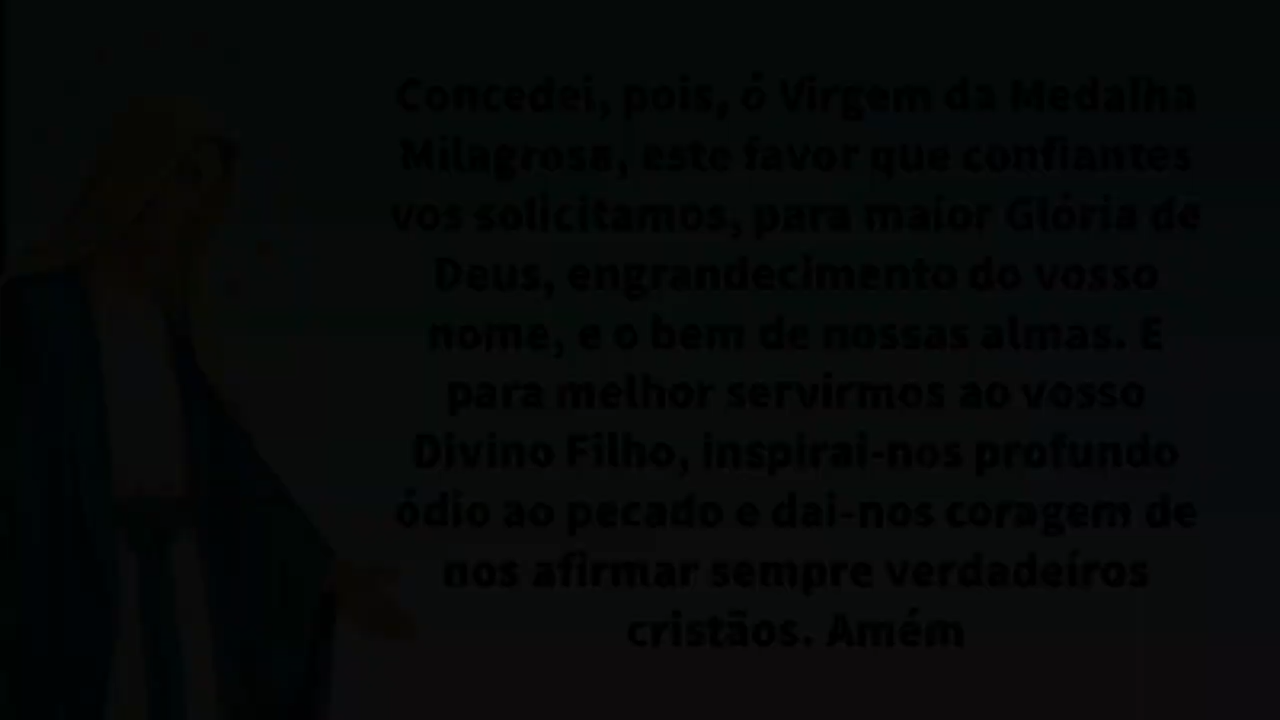 Concedei, pois, ó Virgem da Medalha
Milagrosa, este favor que confiantes
vos solicitamos, para maior Glória de
Deus, engrandecimento do vosso
nome, e o bem de nossas almas. E
para melhor servirmos ao vosso
Divino Filho, inspirai-nos profundo
ódio ao pecado e dai-nos coragem de
nos afirmar sempre verdadeiros
cristãos. Amém